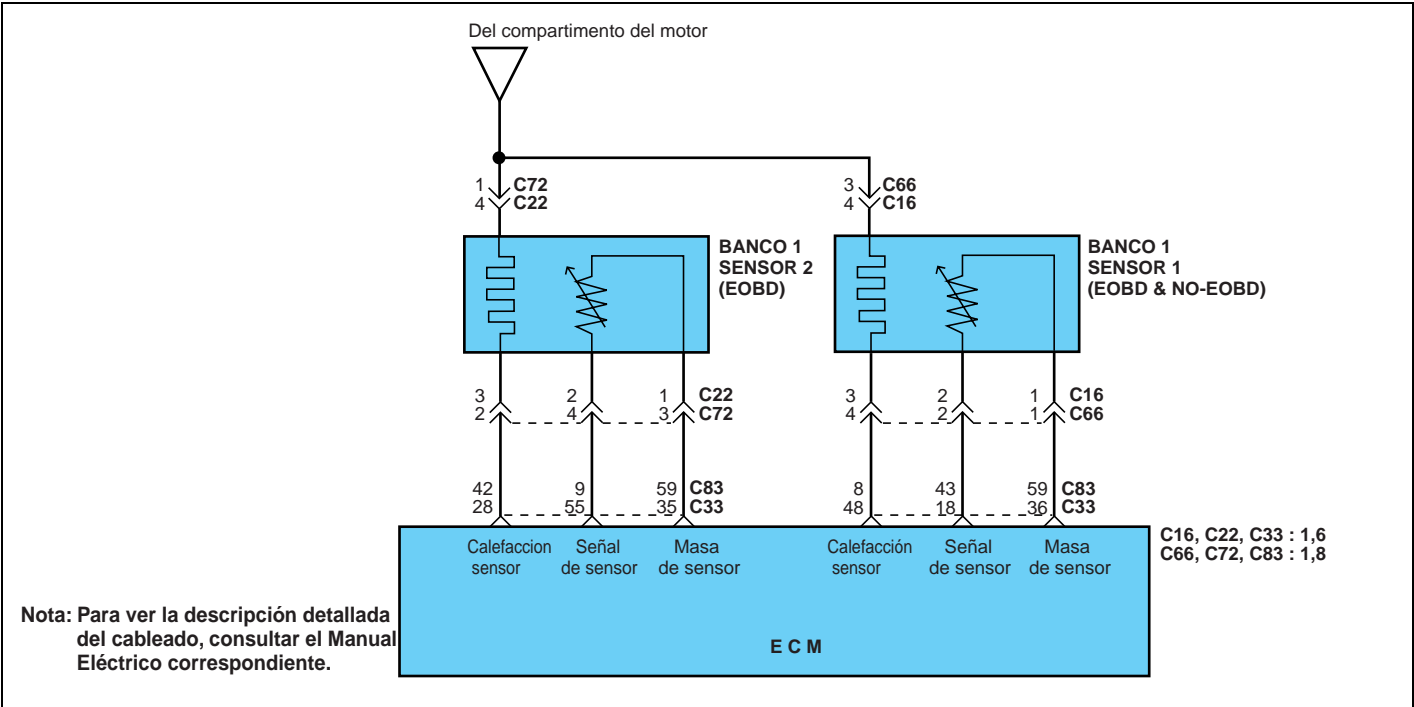 Del compartimento del motor
1 C72
4 C22
3 C66
4 C16
BANCO 1
SENSOR 2
(EOBD)
BANCO 1
SENSOR 1
(EOBD & NO-EOBD)
3 2 1 C22
2 4 3 C72
3 2 1 C16
4 2 1 C66
42 9 59 C83
28 55 35 C33
8 43 59 C83
48 18 36 C33
Calefaccion
sensor
Señal
de sensor
Masa
de sensor
Calefacción
sensor
Señal
de sensor
Masa
de sensor
C16, C22, C33 : 1,6
C66, C72, C83 : 1,8
E C M
Nota: Para ver la descripción detallada
del cableado, consultar el Manual
Eléctrico correspondiente.